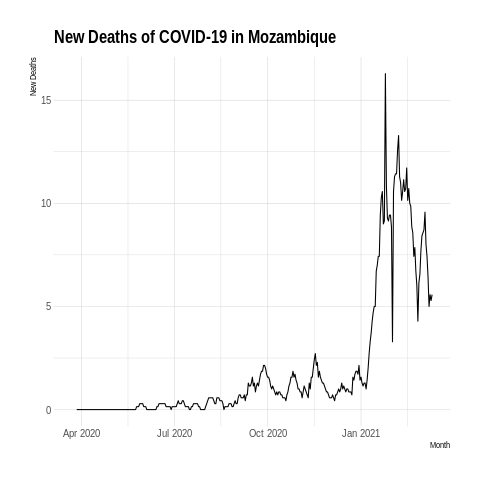 New Deaths of COVID-19 in Mozambique
New Deaths
15
10
5
0
Apr 2020
Jul 2020
Oct 2020
Jan 2021
Month